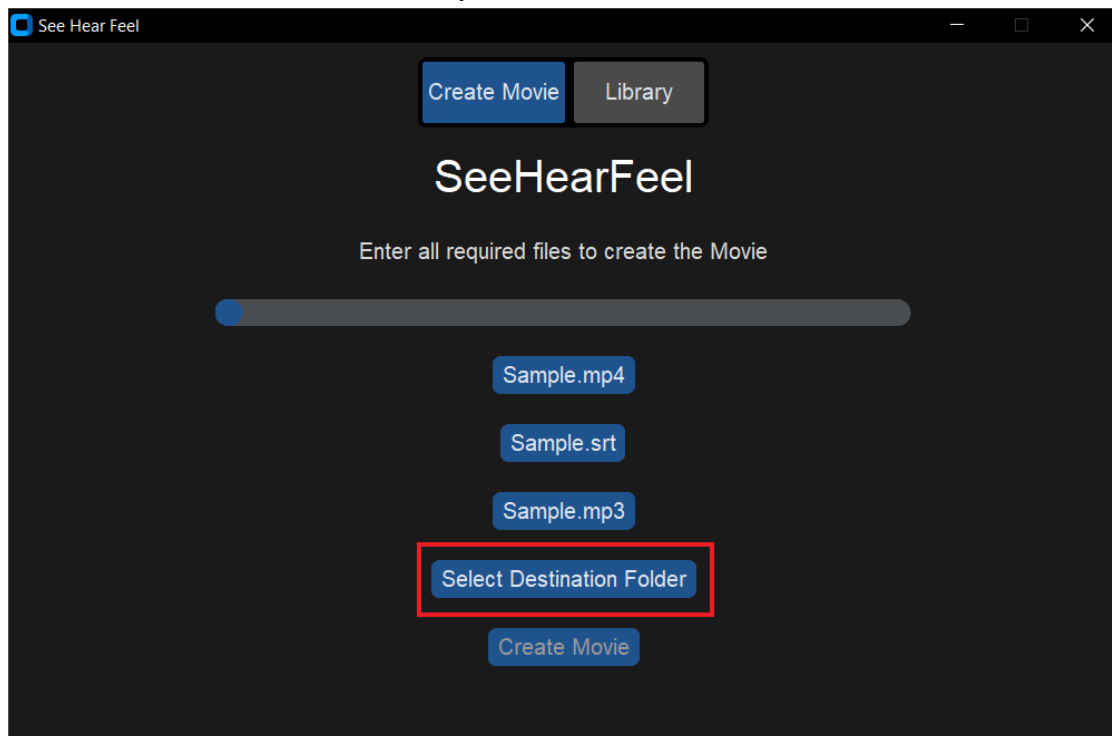 See Hear Feel
Create Movie Library
SeeHearFeel
Enter all required files to create the Movie
Sample.mp4
Sample.srt
Sample.mp3
Select Destination Folder
Create Movie